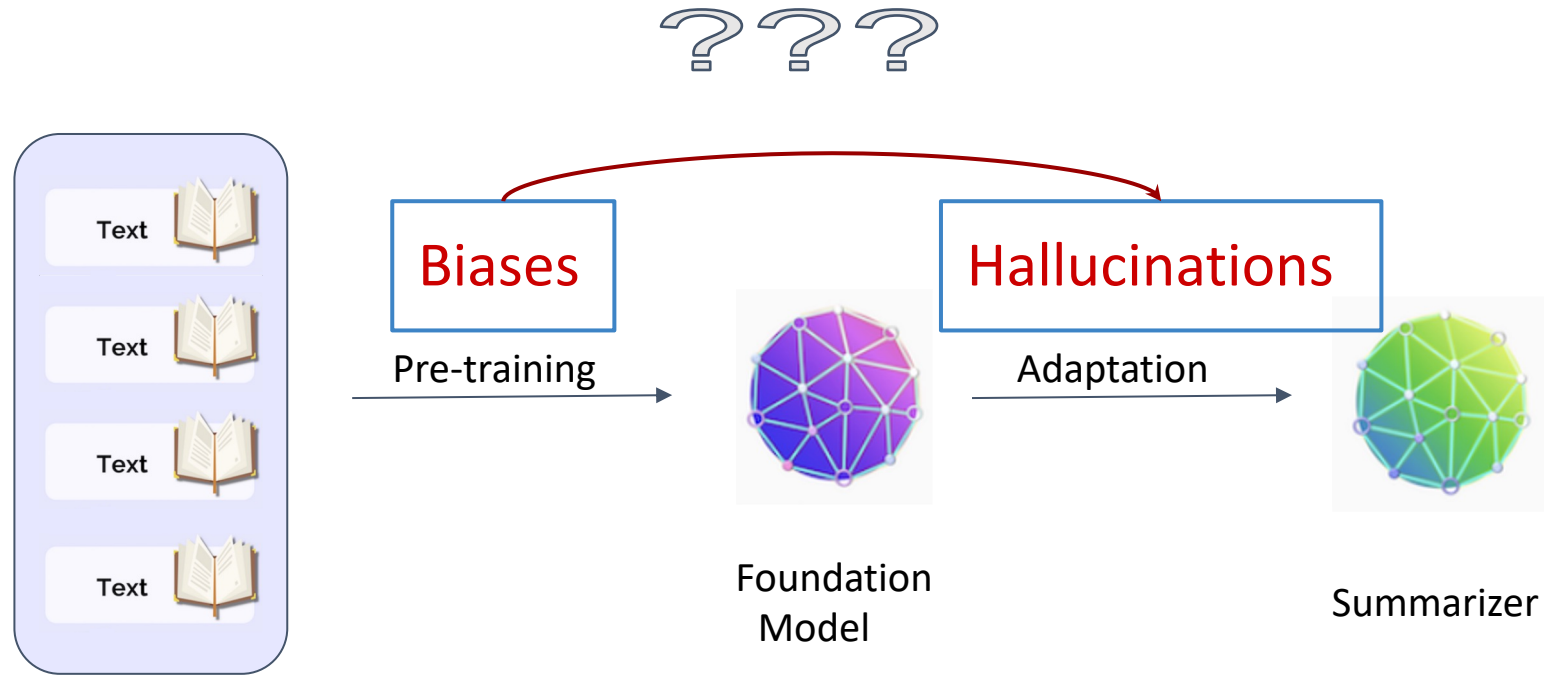 ???
Text
Text
Text
Text
Biases
Hallucinations
Pre-training
Adaptation
Foundation
Model
Summarizer